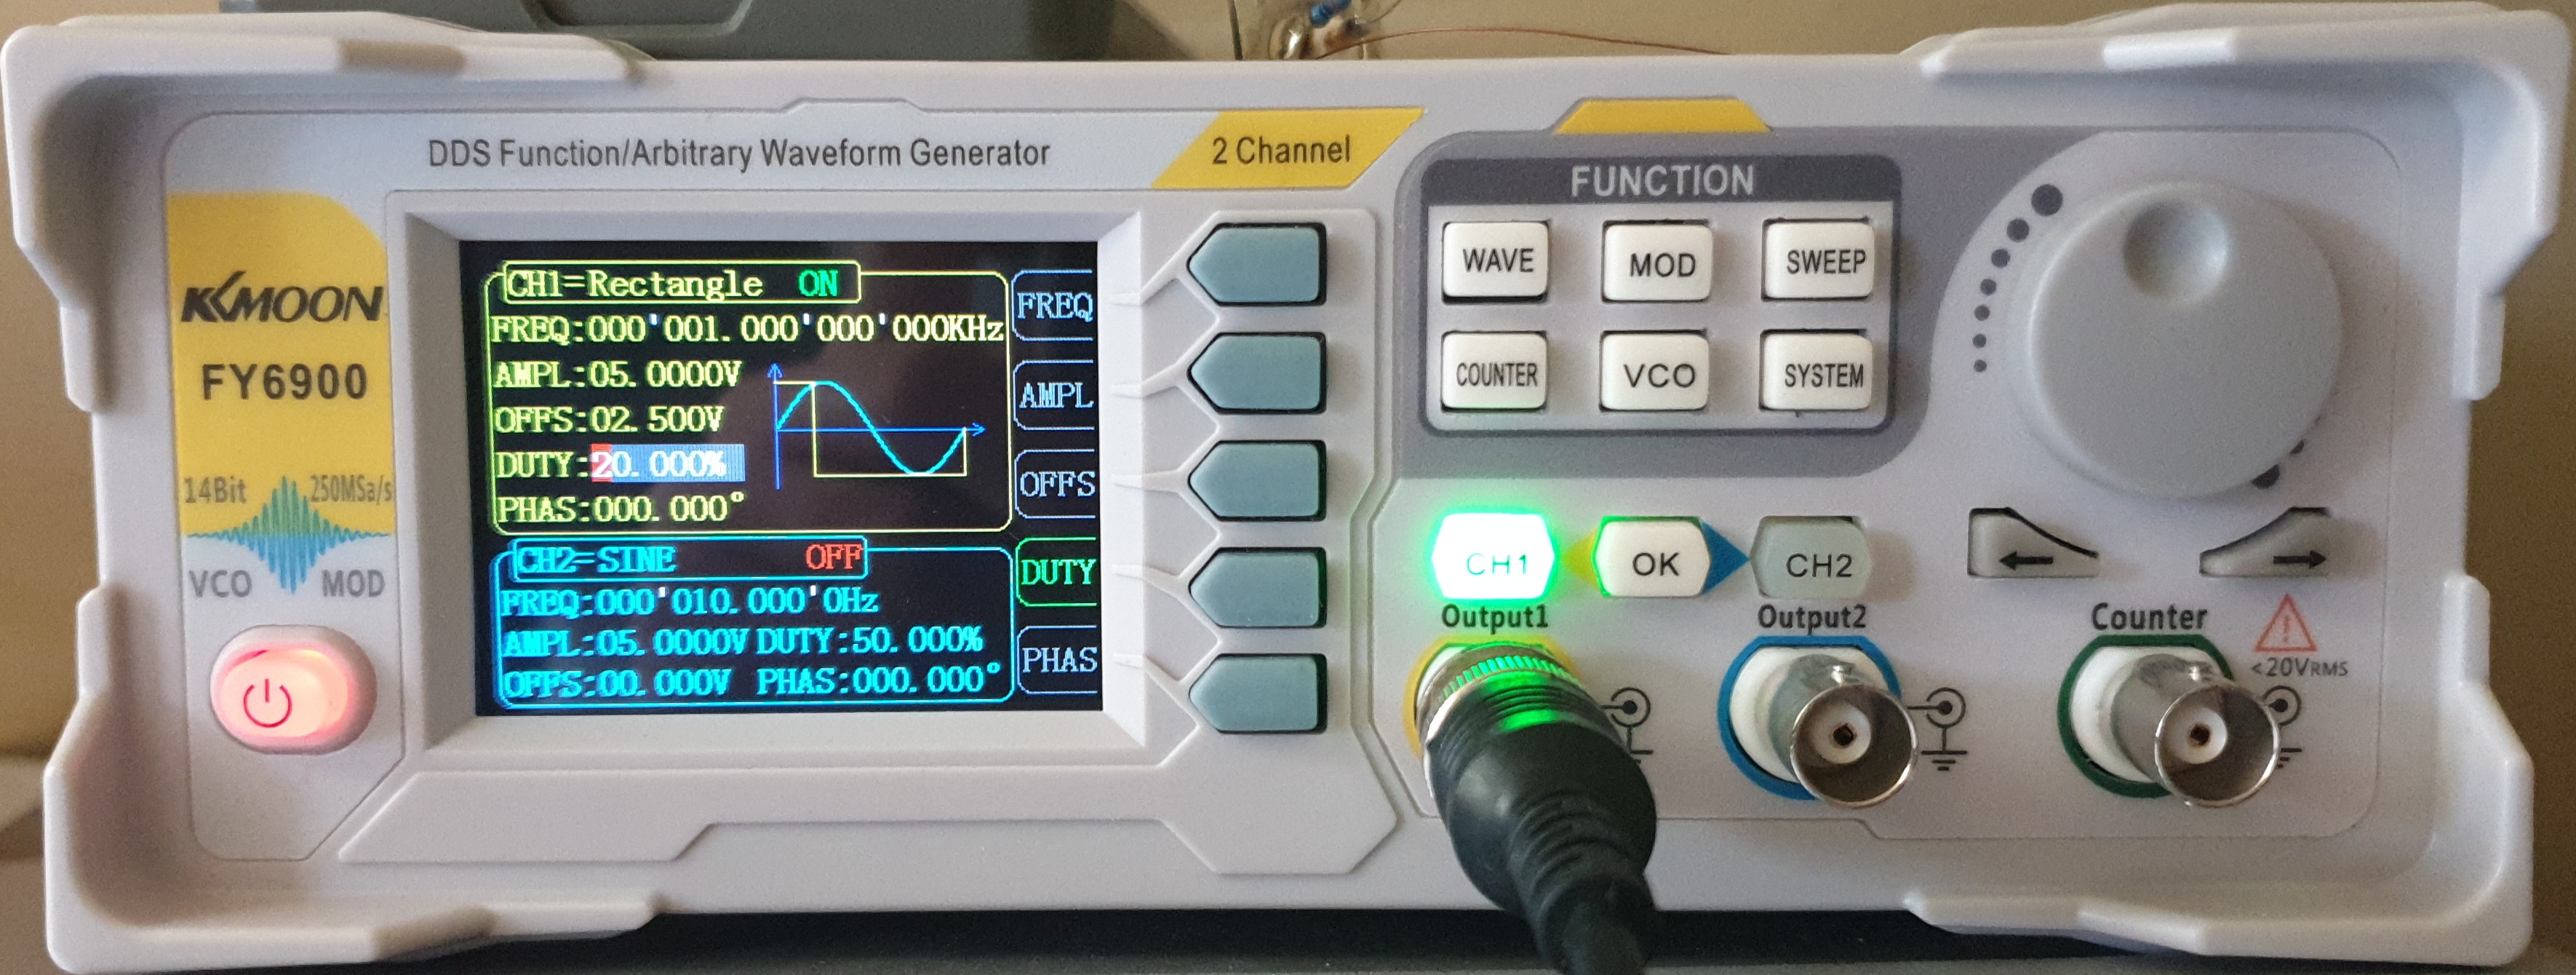 DDS Function/Arbitrary Waveform Generator
2 Channel
KKMOON
FY6900
14Bit 250MSa/s
VCO MOD
CH1=Rectangle ON
FREQ:000'001.000'000'000KHz
AMPL:05.0000V
OFFS:02.500V
DUTY:20.000%
PHAS:000.000°
CH2=SINE OFF
FREQ:000'010.000'0Hz
AMPL:05.0000V DUTY:50.000%
OFFS:00.000V PHAS:000.000°
FREQ
AMPL
OFFS
DUTY
PHAS
FUNCTION
WAVE MOD SWEEP
COUNTER VCO SYSTEM
CH1 OK CH2
Output1 Output2 Counter
<20VRMS